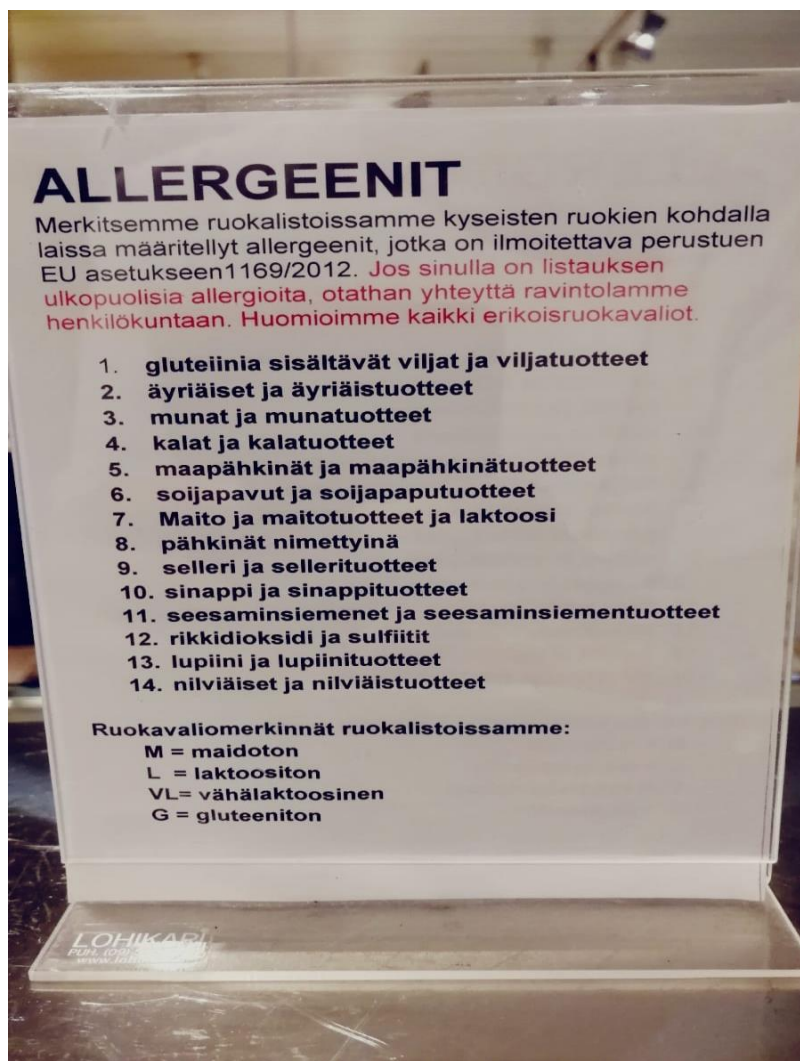 ALLERGEENIT
Merkitsemme ruokalistoissamme kyseisten ruokien kohdalla
laissa määritellyt allergeenit, jotka on ilmoitettava perustuen
EU asetukseen1169/2012. Jos sinulla on listauksen
ulkopuolisia allergioita, otathan yhteyttä ravintolamme
henkilökuntaan. Huomioimme kaikki erikoisruokavaliot.
1. gluteiinia sisältävät viljat ja viljatuotteet
2. äyriäiset ja äyriäistuotteet
3. munat ja munatuotteet
4. kalat ja kalatuotteet
5. maapähkinät ja maapähkinätuotteet
6. soijapavut ja soijapaputuotteet
7. Maito ja maitotuotteet ja laktoosi
8. pähkinät nimettyinä
9. selleri ja sellerituotteet
10. sinappi ja sinappituotteet
11. seesaminsiemenet ja seesaminsiementuotteet
12. rikkidioksidi ja sulfiitit
13. lupiini ja lupiinituotteet
14. nilviäiset ja nilviäistuotteet
Ruokavaliomerkinnät ruokalistoissamme:
M = maidoton
L = laktoositon
VL= vähälaktoosinen
G = gluteeniton
LOHIKARI
PUH. (09)